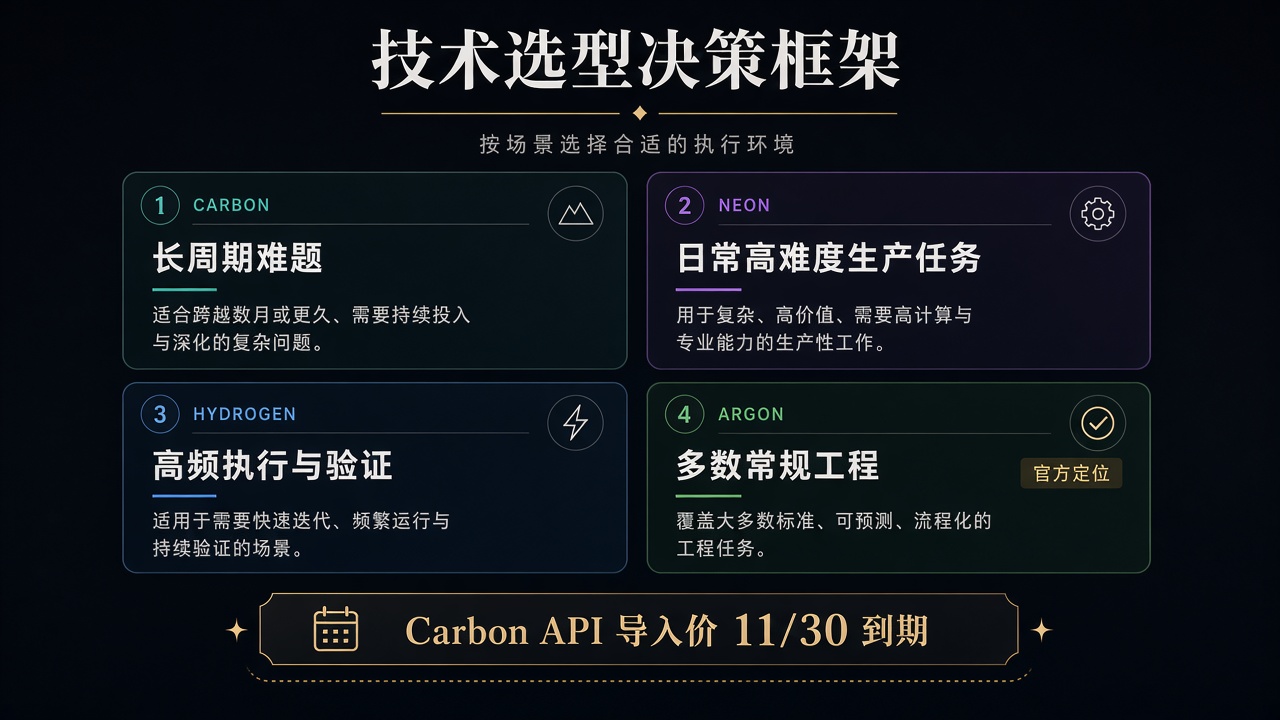 技术选型决策框架
按场景选择合适的执行环境
1 CARBON
长周期难题
适合跨越数月或更久、需要持续投入
与深化的复杂问题。
2 NEON
日常高难度生产任务
用于复杂、高价值、需要高计算与
专业能力的生产性工作。
3 HYDROGEN
高频执行与验证
适用于需要快速迭代、频繁运行与
持续验证的场景。
4 ARGON
多数常规工程
官方定位
覆盖大多数标准、可预测、流程化的
工程任务。
Carbon API 导入价 11/30 到期